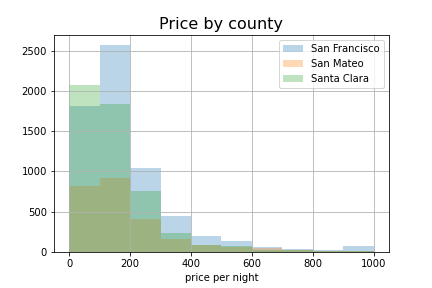 Price by county
San Francisco
San Mateo
Santa Clara
2500
2000
1500
1000
500
0
0 200 400 600 800 1000
price per night